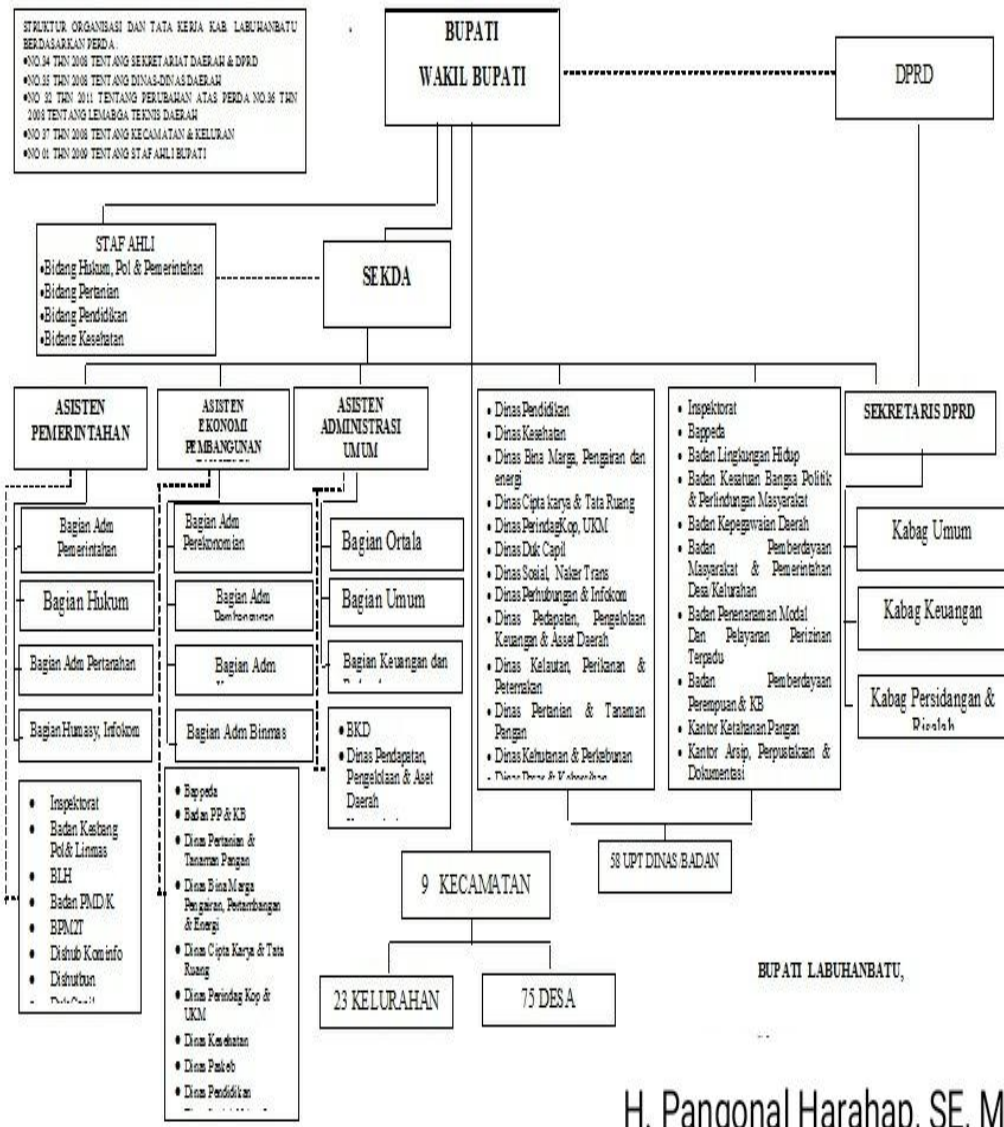 STRUKTUR ORGANISASI DAN TATA KERJA KAB. LABUHANBATU
BERDASARKAN PERDA :
•NO.34 THN 2008 TENTANG SEKRETARIAT DAERAH & DPRD
•NO.35 THN 2008 TENTANG DINAS-DINAS DAERAH
•NO 32 THN 2011 TENTANG PERUBAHAN ATAS PERDA NO.36 THN
2008 TENTANG LEMABGA TEKNIS DAERAH
•NO 37 THN 2008 TENTANG KECAMATAN & KELURAN
•NO 01 THN 2009 TENTANG STAF AHLI BUPATI
BUPATI
WAKIL BUPATI
DPRD
STAF AHLI
•Bidang Hukum, Pol & Pemerintahan
•Bidang Pertanian
•Bidang Pendidikan
•Bidang Kesehatan
SEKDA
ASISTEN
PEMERINTAHAN
ASISTEN
EKONOMI
PEMBANGUNAN
ASISTEN
ADMINISTRASI
UMUM
• Dinas Pendidikan
• Dinas Kesehatan
• Dinas Bina Marga, Pengairan dan
energi
• Dinas Cipta karya & Tata Ruang
• Dinas PerindagKop, UKM
• Dinas Duk Capil
• Dinas Sosial, Naker Trans
• Dinas Perhubungan & Infokom
• Dinas Pedapatan, Pengelolaan
Keuangan & Asset Daerah
• Dinas Kelautan, Perikanan &
Peternakan
• Dinas Pertanian & Tanaman
Pangan
• Dinas Kehutanan & Perkebunan
• Inspektorat
• Bappeda
• Badan Lingkungan Hidup
• Badan Kesatuan Bangsa Politik
& Perlindungan Masyarakat
• Badan Kepegawaian Daerah
• Badan Pemberdayaan
Masyarakat & Pemerintahan
Desa/Kelurahan
• Badan Penenanaman Modal
Dan Pelayanan Perizinan
Terpadu
• Badan Pemberdayaan
Perempuan & KB
• Kantor Ketahanan Pangan
• Kantor Arsip, Perpustakaan &
Dokumentasi
SEKRETARIS DPRD
Kabag Umum
Kabag Keuangan
Kabag Persidangan &
Risalah
Bagian Adm
Pemerintahan
Bagian Hukum
Bagian Adm Pertanahan
Bagian Humasy, Infokom
Bagian Adm
Perekonomian
Bagian Adm
Bagian Adm
Bagian Adm Binmas
Bagian Ortala
Bagian Umum
Bagian Keuangan dan
• BKD
• Dinas Pendapatan,
Pengelolaan & Aset
Daerah
• Inspektorat
• Badan Kesbang
Pol& Linmas
• BLH
• Badan PMD/K
• BPM2T
• Dishub Kominfo
• Dishutbun
• Bappeda
• Badan PP & KB
• Dinas Pertanian &
Tanaman Pangan
• Dinas Bina Marga
Pengairan, Pertambangan
& Energi
• Dinas Cipta Karya & Tata
Ruang
• Dinas Perindag Kop &
UKM
• Dinas Kesehatan
• Dinas Paskeb
• Dinas Pendidikan
58 UPT DINAS/BADAN
9 KECAMATAN
23 KELURAHAN
75 DESA
BUPATI LABUHANBATU,
H. Pangonal Harahap, SE, M